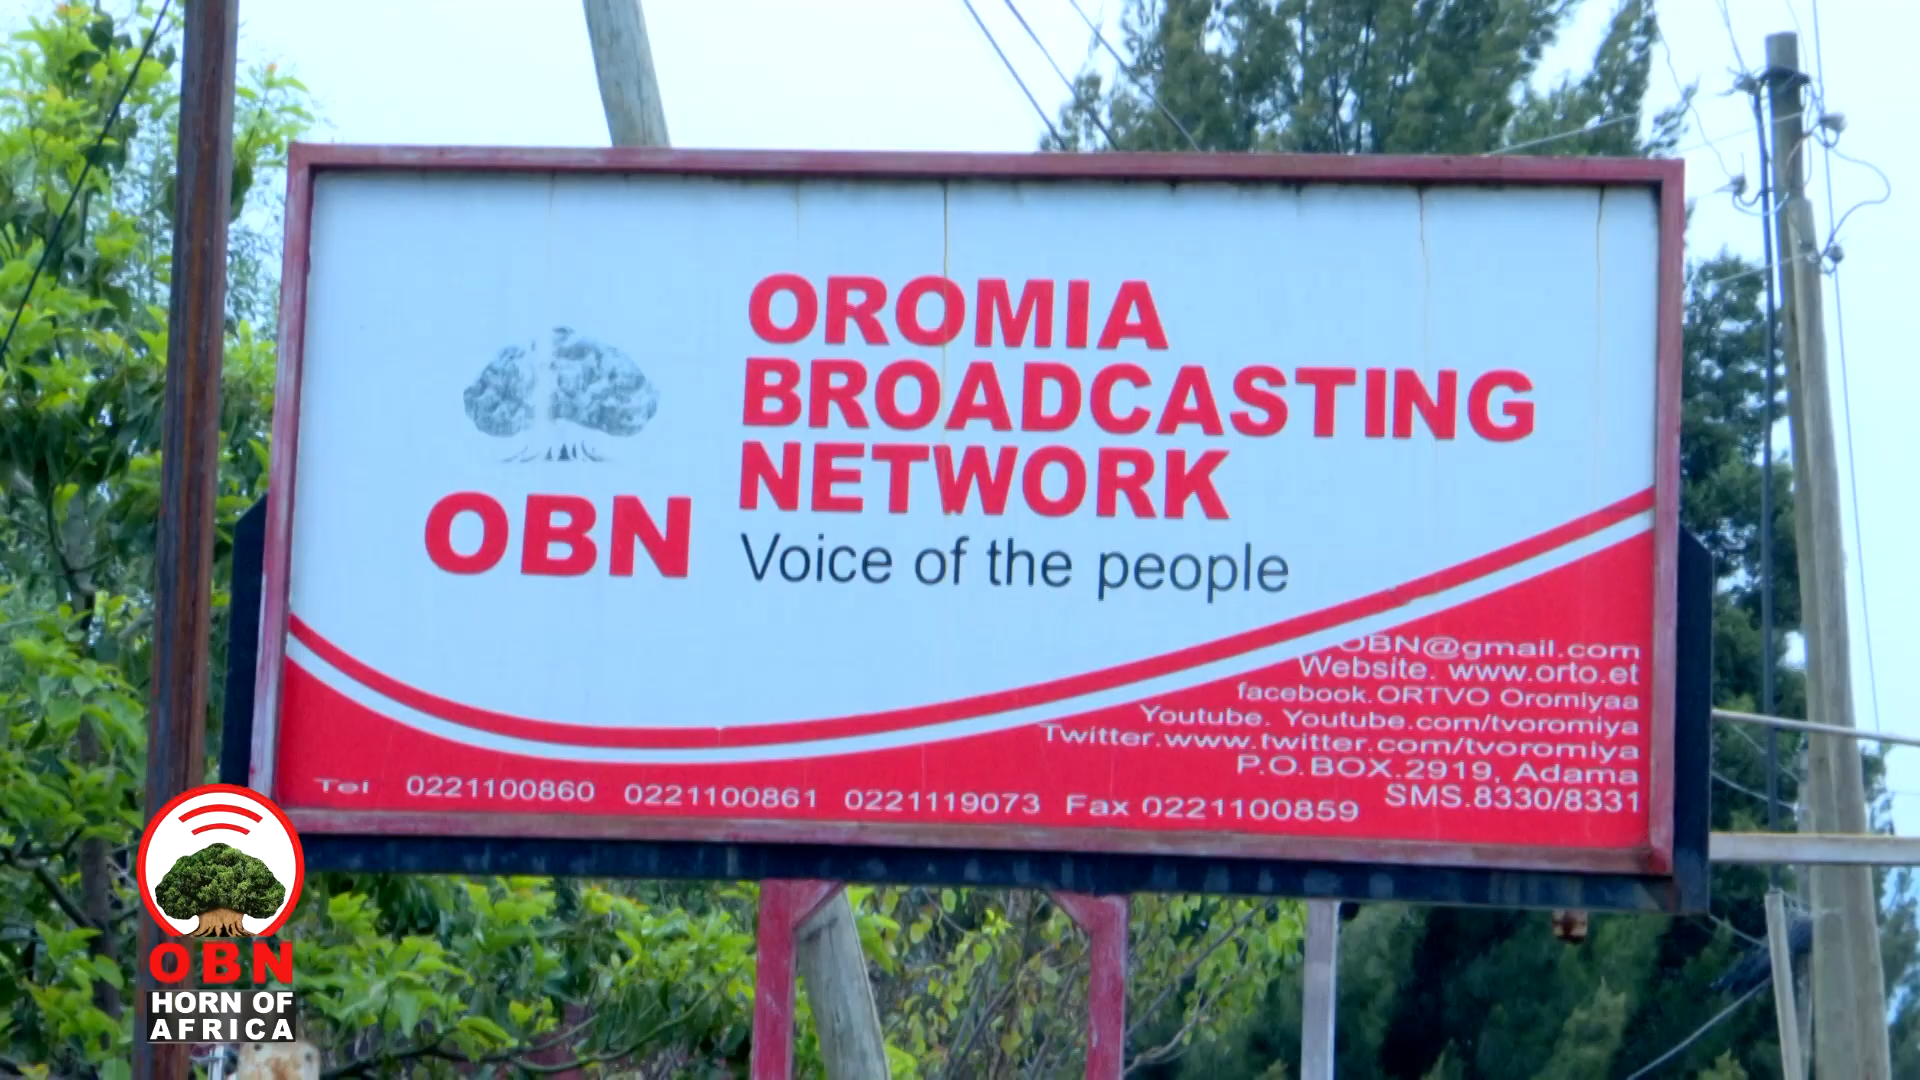 OROMIA
BROADCASTING
NETWORK
OBN
Voice of the people
OBN@gmail.com
Website. www.orto.et
facebook.ORTVO Oromiyaa
Youtube. Youtube.com/tvoromiya
Twitter.www.twitter.com/tvoromiya
P.O.BOX.2919, Adama
SMS.8330/8331
Tel 0221100860 0221100861 0221119073 Fax 0221100859
OBN
HORN OF
AFRICA